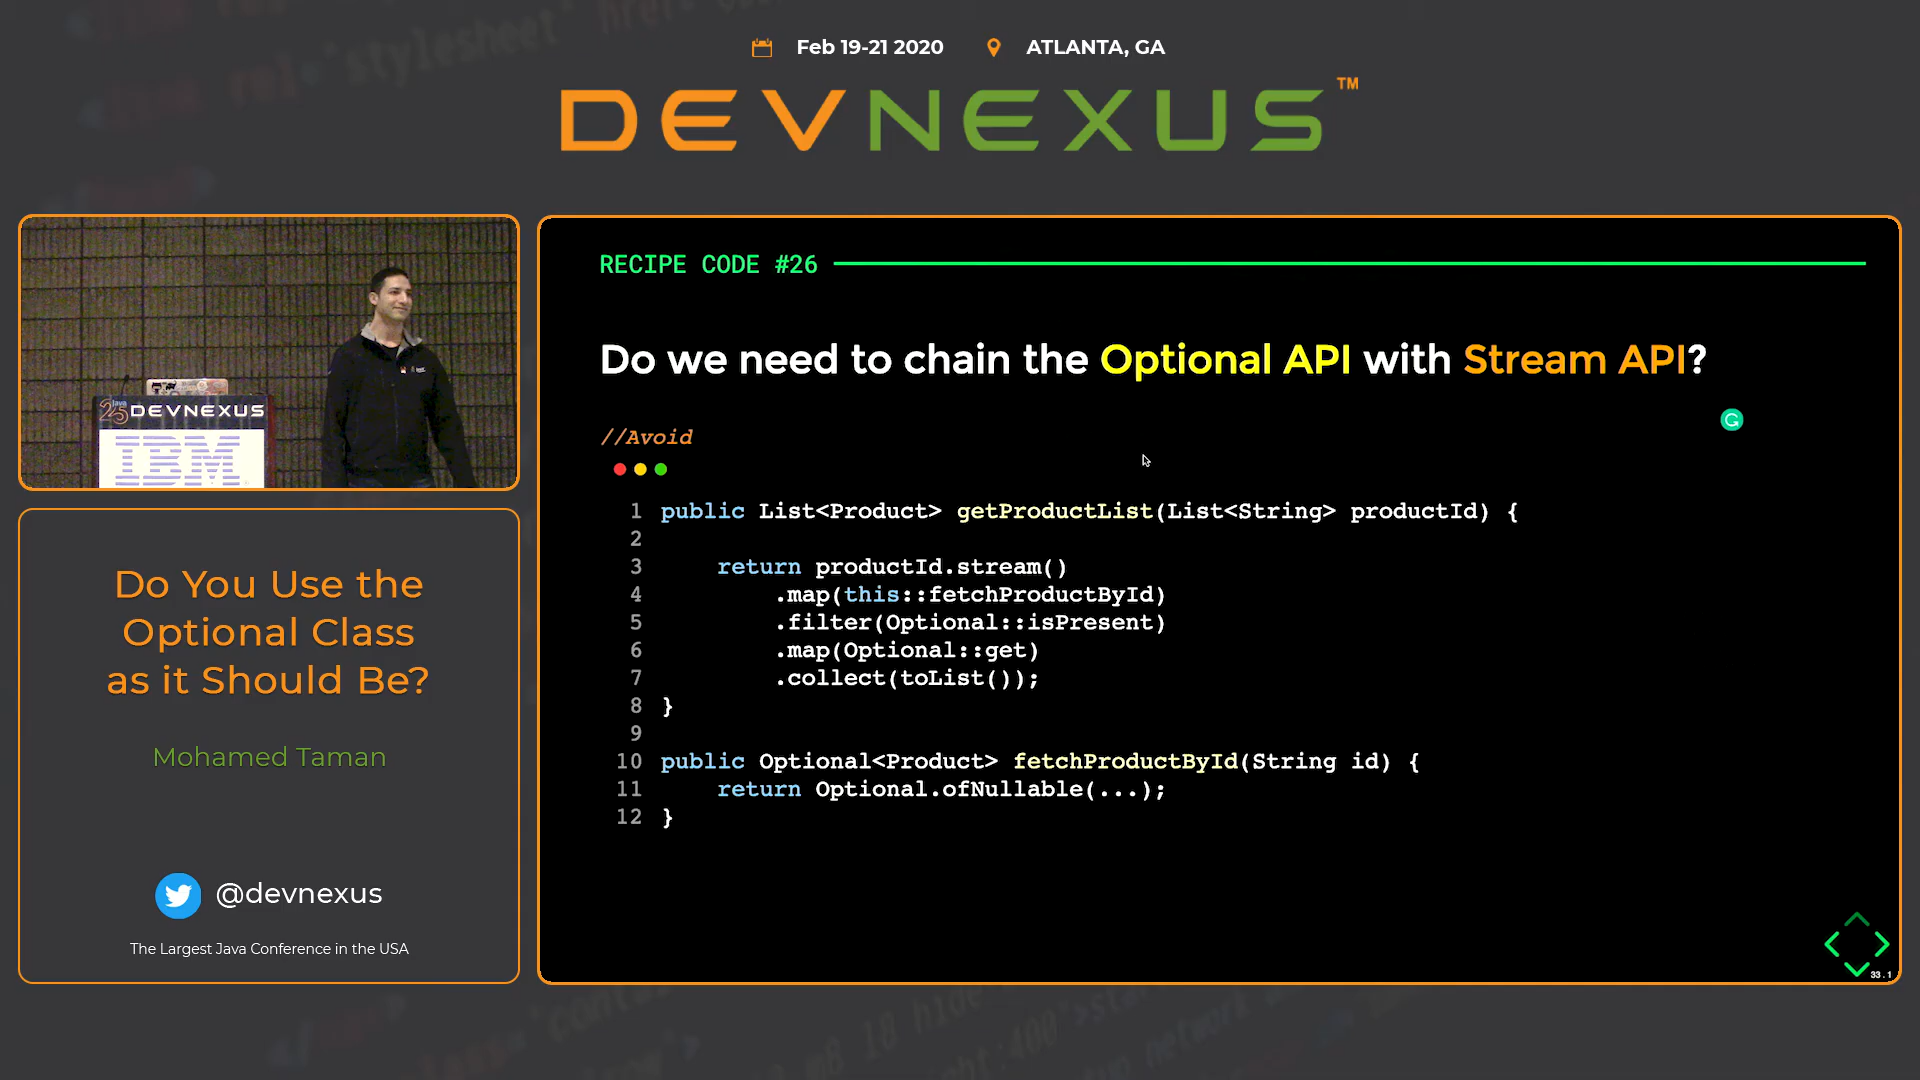 Feb 19-21 2020 ATLANTA, GA
DEVNEXUS™
Java
25 DEVNEXUS
IBM
Do You Use the
Optional Class
as it Should Be?
Mohamed Taman
@devnexus
The Largest Java Conference in the USA
RECIPE CODE #26
Do we need to chain the Optional API with Stream API?
//Avoid
1 public List<Product> getProductList(List<String> productId) {
2
3 return productId.stream()
4 .map(this::fetchProductById)
5 .filter(Optional::isPresent)
6 .map(Optional::get)
7 .collect(toList());
8 }
9
10 public Optional<Product> fetchProductById(String id) {
11 return Optional.ofNullable(...);
12 }
33.1